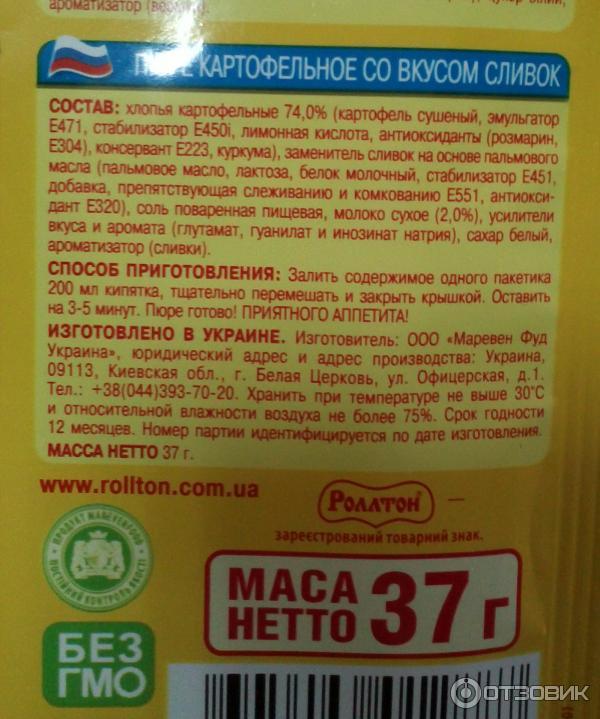 ароматизатор
ПЮРЕ КАРТОФЕЛЬНОЕ СО ВКУСОМ СЛИВОК
СОСТАВ: хлопья картофельные 74,0% (картофель сушеный, эмульгатор
Е471, стабилизатор Е450i, лимонная кислота, антиоксиданты (розмарин,
Е304), консервант Е223, куркума), заменитель сливок на основе пальмового
масла (пальмовое масло, лактоза, белок молочный, стабилизатор Е451,
добавка, препятствующая слеживанию и комкованию Е551, антиокси-
дант Е320), соль поваренная пищевая, молоко сухое (2,0%), усилители
вкуса и аромата (глутамат, гуанилат и инозинат натрия), сахар белый,
ароматизатор (сливки).
СПОСОБ ПРИГОТОВЛЕНИЯ: Залить содержимое одного пакетика
200 мл кипятка, тщательно перемешать и закрыть крышкой. Оставить
на 3-5 минут. Пюре готово! ПРИЯТНОГО АППЕТИТА!
ИЗГОТОВЛЕНО В УКРАИНЕ. Изготовитель: ООО «Маревен Фуд
Украина», юридический адрес и адрес производства: Украина,
09113, Киевская обл., г. Белая Церковь, ул. Офицерская, д.1.
Тел.: +38(044)393-70-20. Хранить при температуре не выше 30°С
и относительной влажности воздуха не более 75%. Срок годности
12 месяцев. Номер партии идентифицируется по дате изготовления.
МАССА НЕТТО 37 г.
www.rollton.com.ua
РОЛЛТОН
зареєстрований товарний знак.
ПРОДУКТ MAREVENFOOD
ПОСТІЙНИЙ КОНТРОЛЬ ЯКОСТІ
МАСА
НЕТТО 37 г
БЕЗ
ГМО
ОТЗОВИК